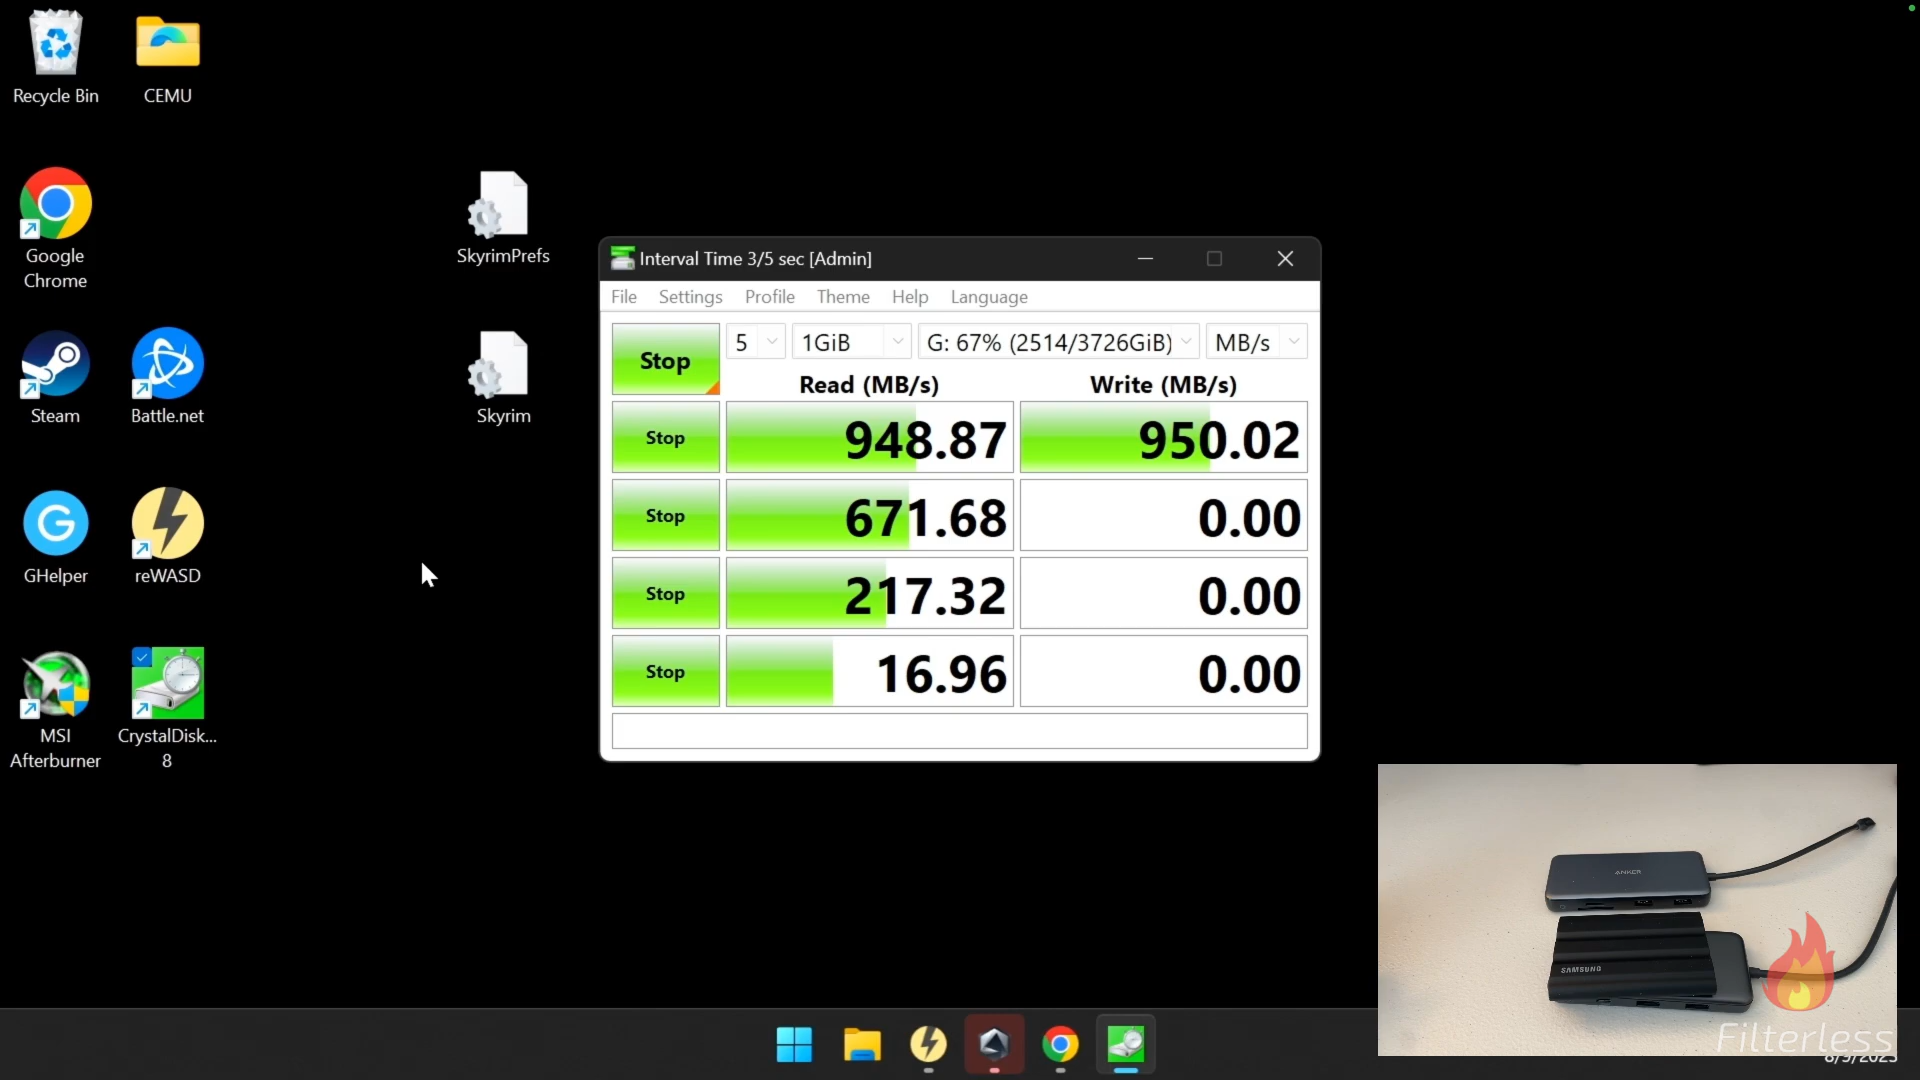 Recycle Bin
CEMU
Google
Chrome
SkyrimPrefs
Steam
Battle.net
Skyrim
GHelper
reWASD
MSI
Afterburner
CrystalDisk...
8
Interval Time 3/5 sec [Admin]
File Settings Profile Theme Help Language
Stop
5 1GiB G: 67% (2514/3726GiB) MB/s
Read (MB/s) Write (MB/s)
Stop 948.87 950.02
Stop 671.68 0.00
Stop 217.32 0.00
Stop 16.96 0.00
ANKER
SAMSUNG
Filterless
8/9/2023